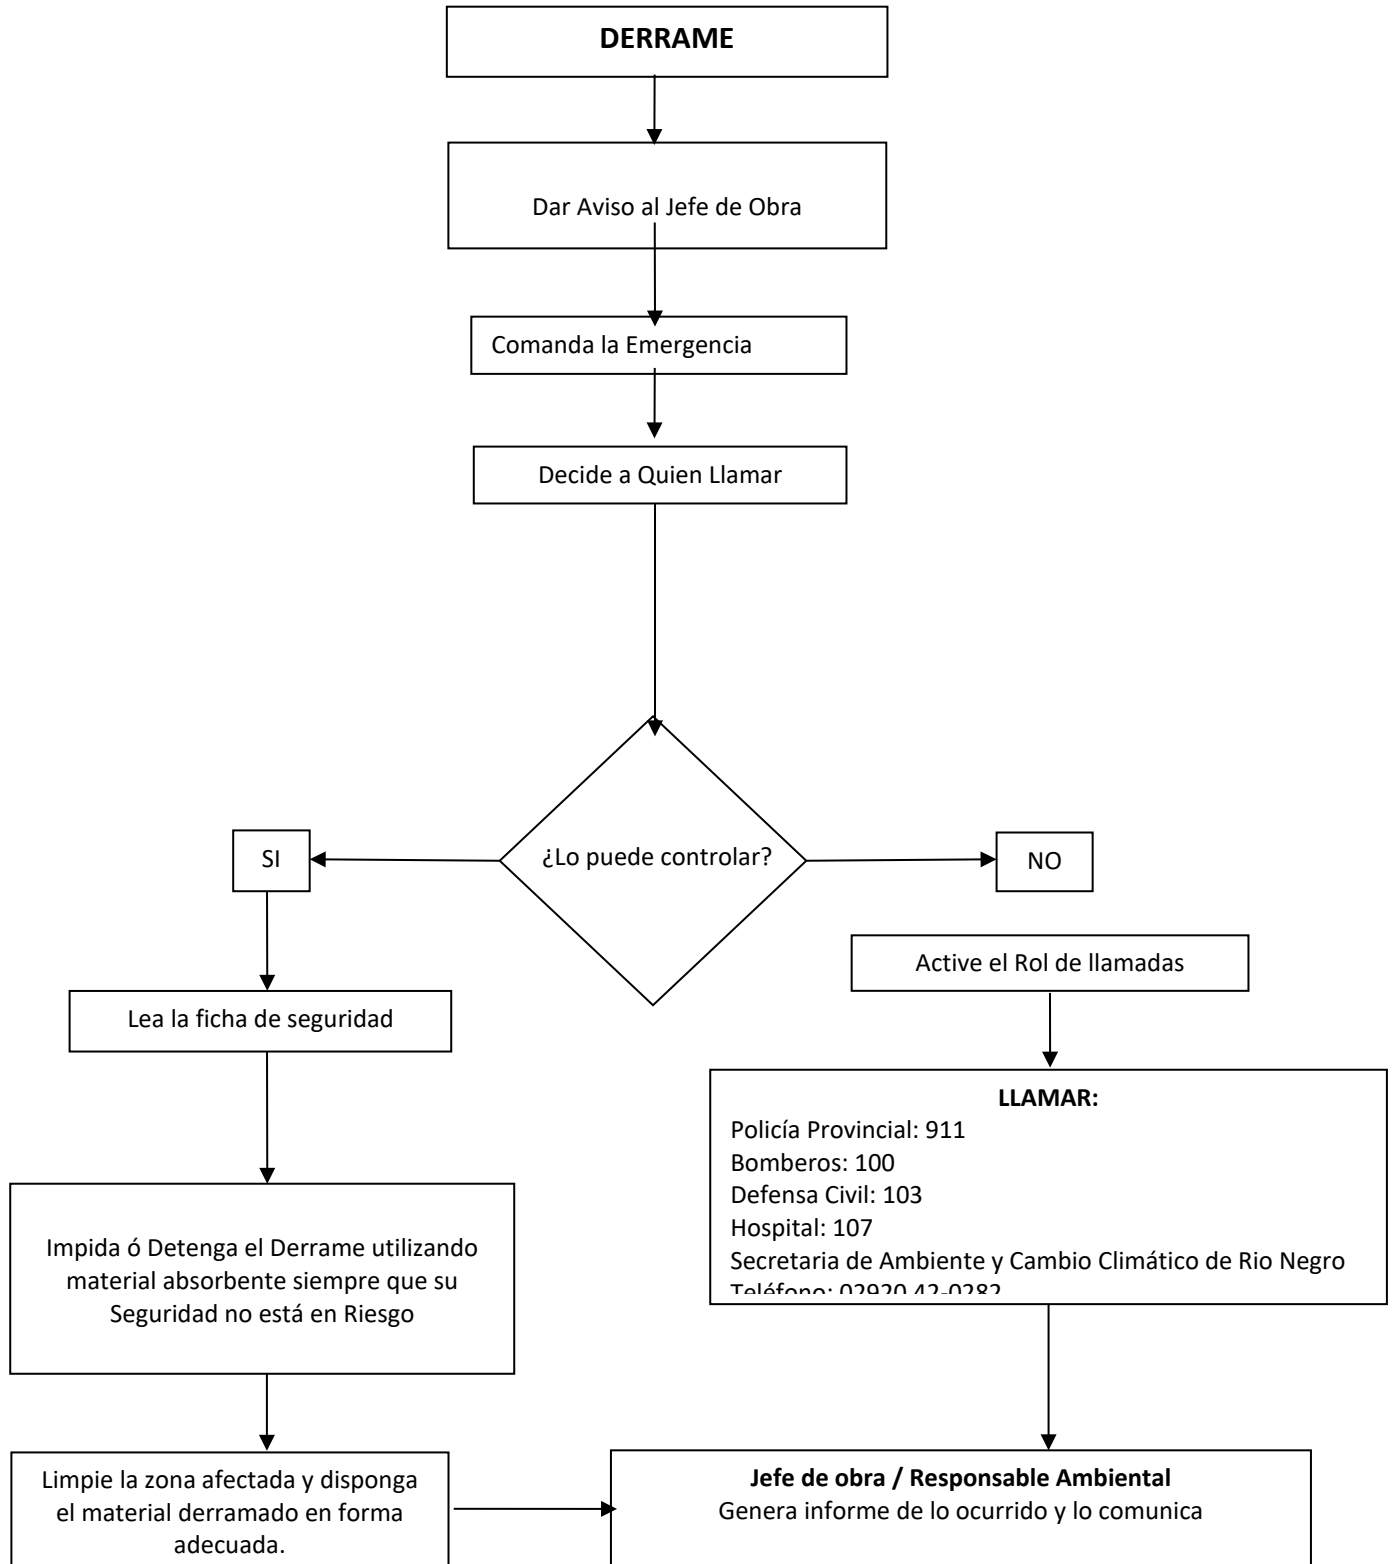 DERRAME
Dar Aviso al Jefe de Obra
Comanda la Emergencia
Decide a Quien Llamar
¿Lo puede controlar?
SI
NO
Active el Rol de llamadas
Lea la ficha de seguridad
LLAMAR:
Policía Provincial: 911
Bomberos: 100
Defensa Civil: 103
Hospital: 107
Secretaria de Ambiente y Cambio Climático de Rio Negro
Teléfono: 02920 42-0282
Impida ó Detenga el Derrame utilizando
material absorbente siempre que su
Seguridad no está en Riesgo
Limpie la zona afectada y disponga
el material derramado en forma
adecuada.
Jefe de obra / Responsable Ambiental
Genera informe de lo ocurrido y lo comunica